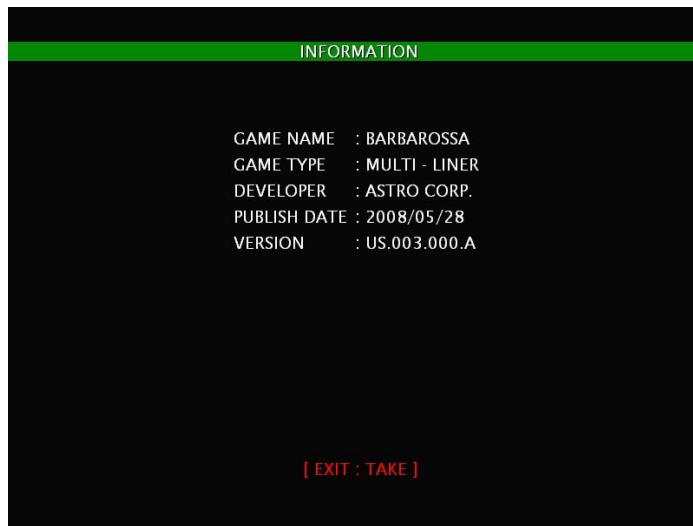 INFORMATION
GAME NAME : BARBAROSSA
GAME TYPE : MULTI - LINER
DEVELOPER : ASTRO CORP.
PUBLISH DATE : 2008/05/28
VERSION : US.003.000.A
[ EXIT : TAKE ]